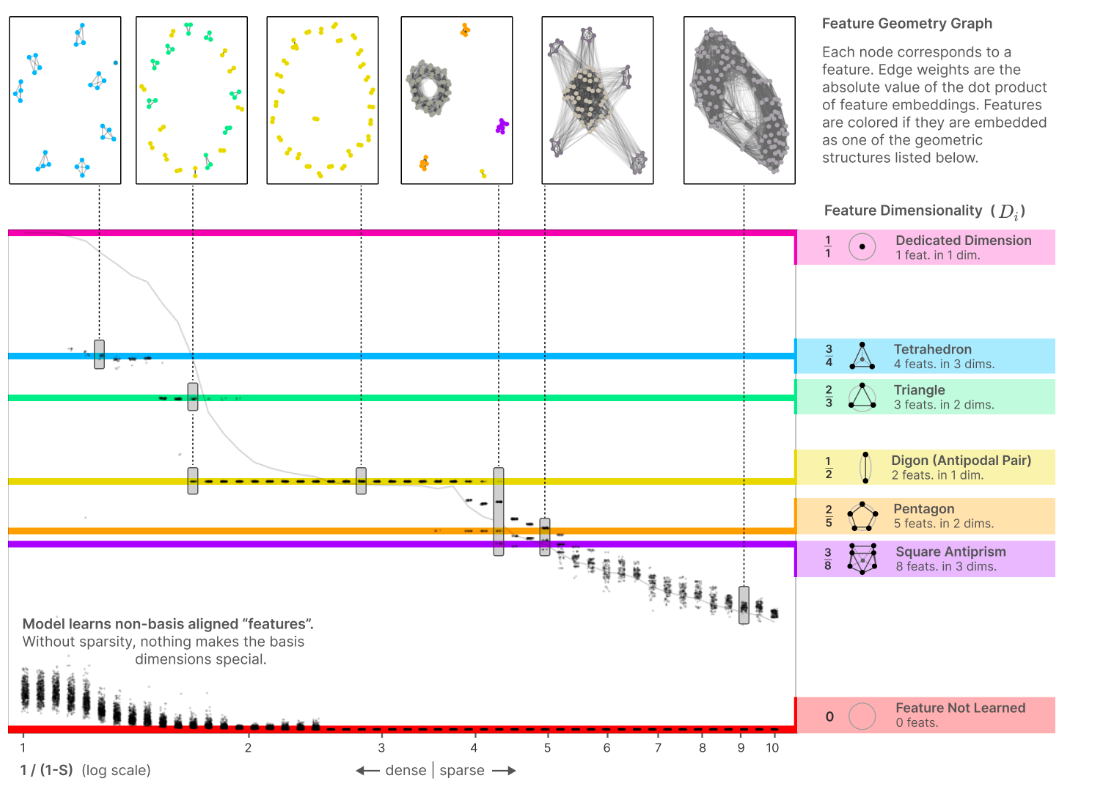 Feature Geometry Graph
Each node corresponds to a
feature. Edge weights are the
absolute value of the dot product
of feature embeddings. Features
are colored if they are embedded
as one of the geometric
structures listed below.
Feature Dimensionality ( D_i )
1/1 Dedicated Dimension
1 feat. in 1 dim.
3/4 Tetrahedron
4 feats. in 3 dims.
2/3 Triangle
3 feats. in 2 dims.
1/2 Digon (Antipodal Pair)
2 feats. in 1 dim.
2/5 Pentagon
5 feats. in 2 dims.
3/8 Square Antiprism
8 feats. in 3 dims.
Model learns non-basis aligned “features”.
Without sparsity, nothing makes the basis
dimensions special.
0 Feature Not Learned
0 feats.
1 2 3 4 5 6 7 8 9 10
1 / (1-S) (log scale)
← dense | sparse →